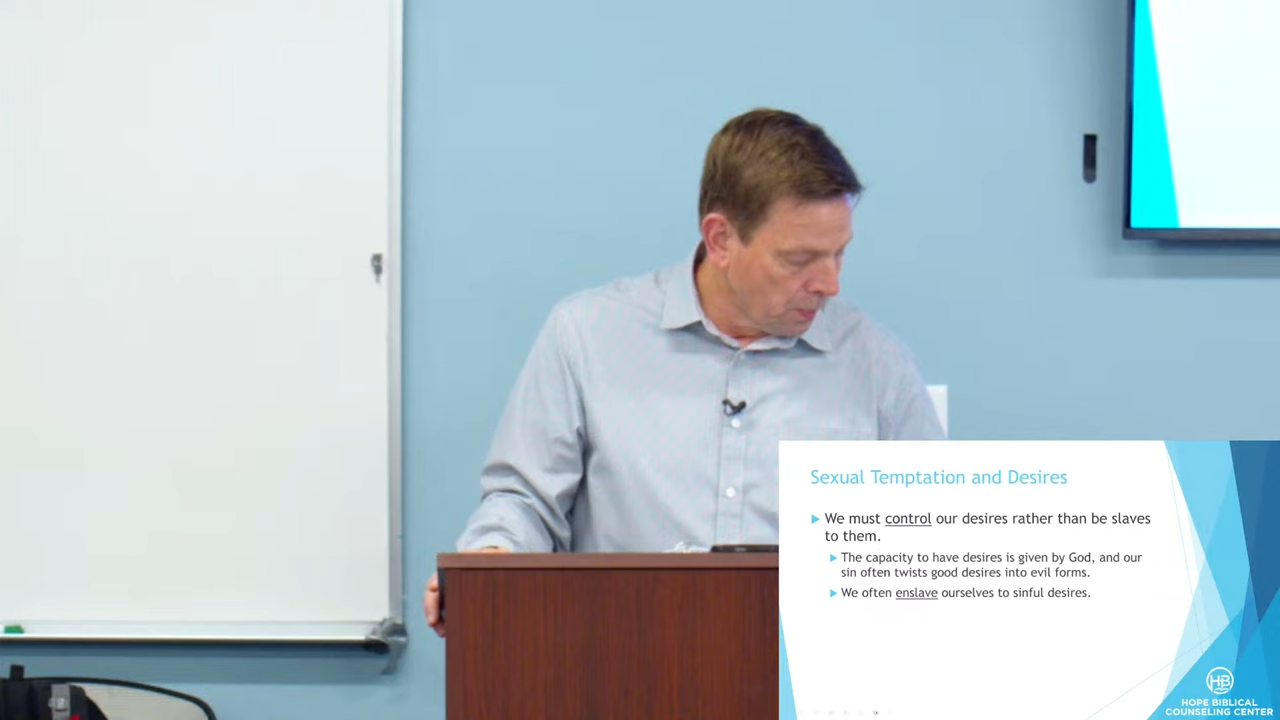 Sexual Temptation and Desires
We must control our desires rather than be slaves
to them.
The capacity to have desires is given by God, and our
sin often twists good desires into evil forms.
We often enslave ourselves to sinful desires.
HB
HOPE BIBLICAL
COUNSELING CENTER